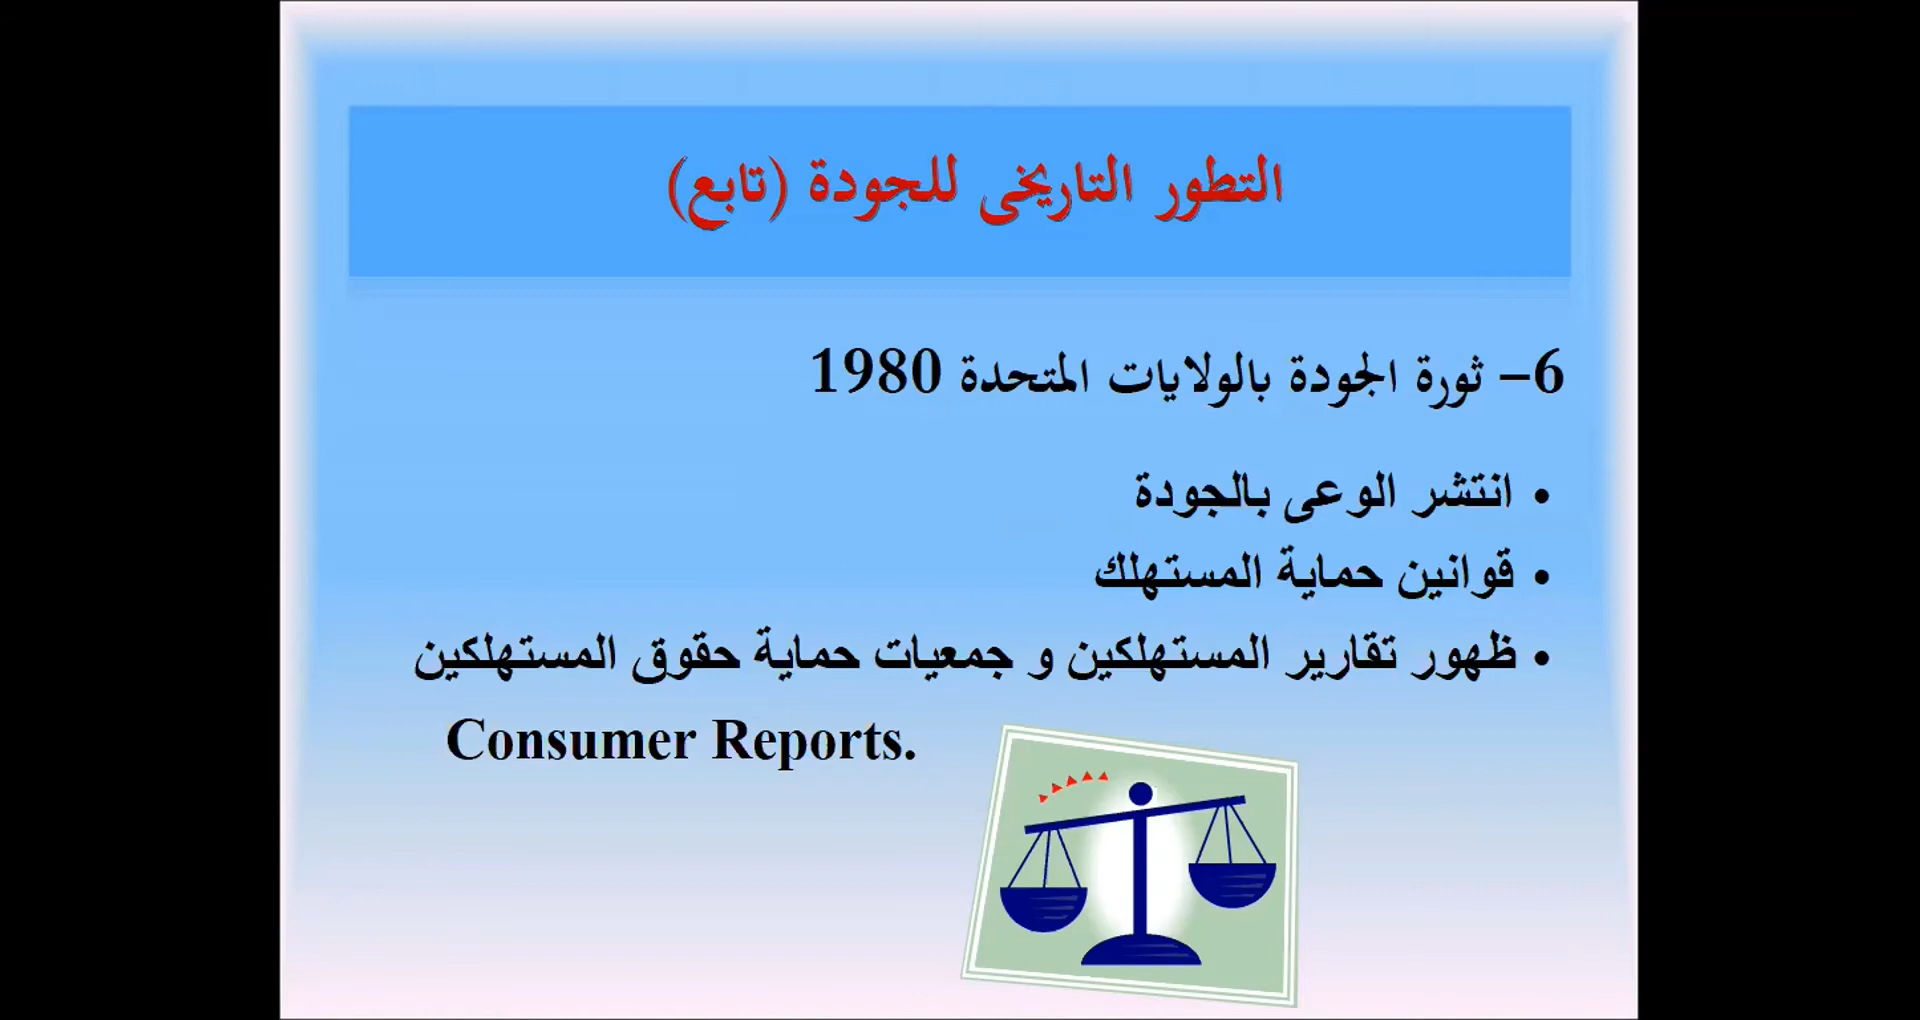 التطور التاريخى للجودة (تابع)
6– ثورة الجودة بالولايات المتحدة 1980
• انتشر الوعى بالجودة
• قوانين حماية المستهلك
• ظهور تقارير المستهلكين و جمعيات حماية حقوق المستهلكين
Consumer Reports.